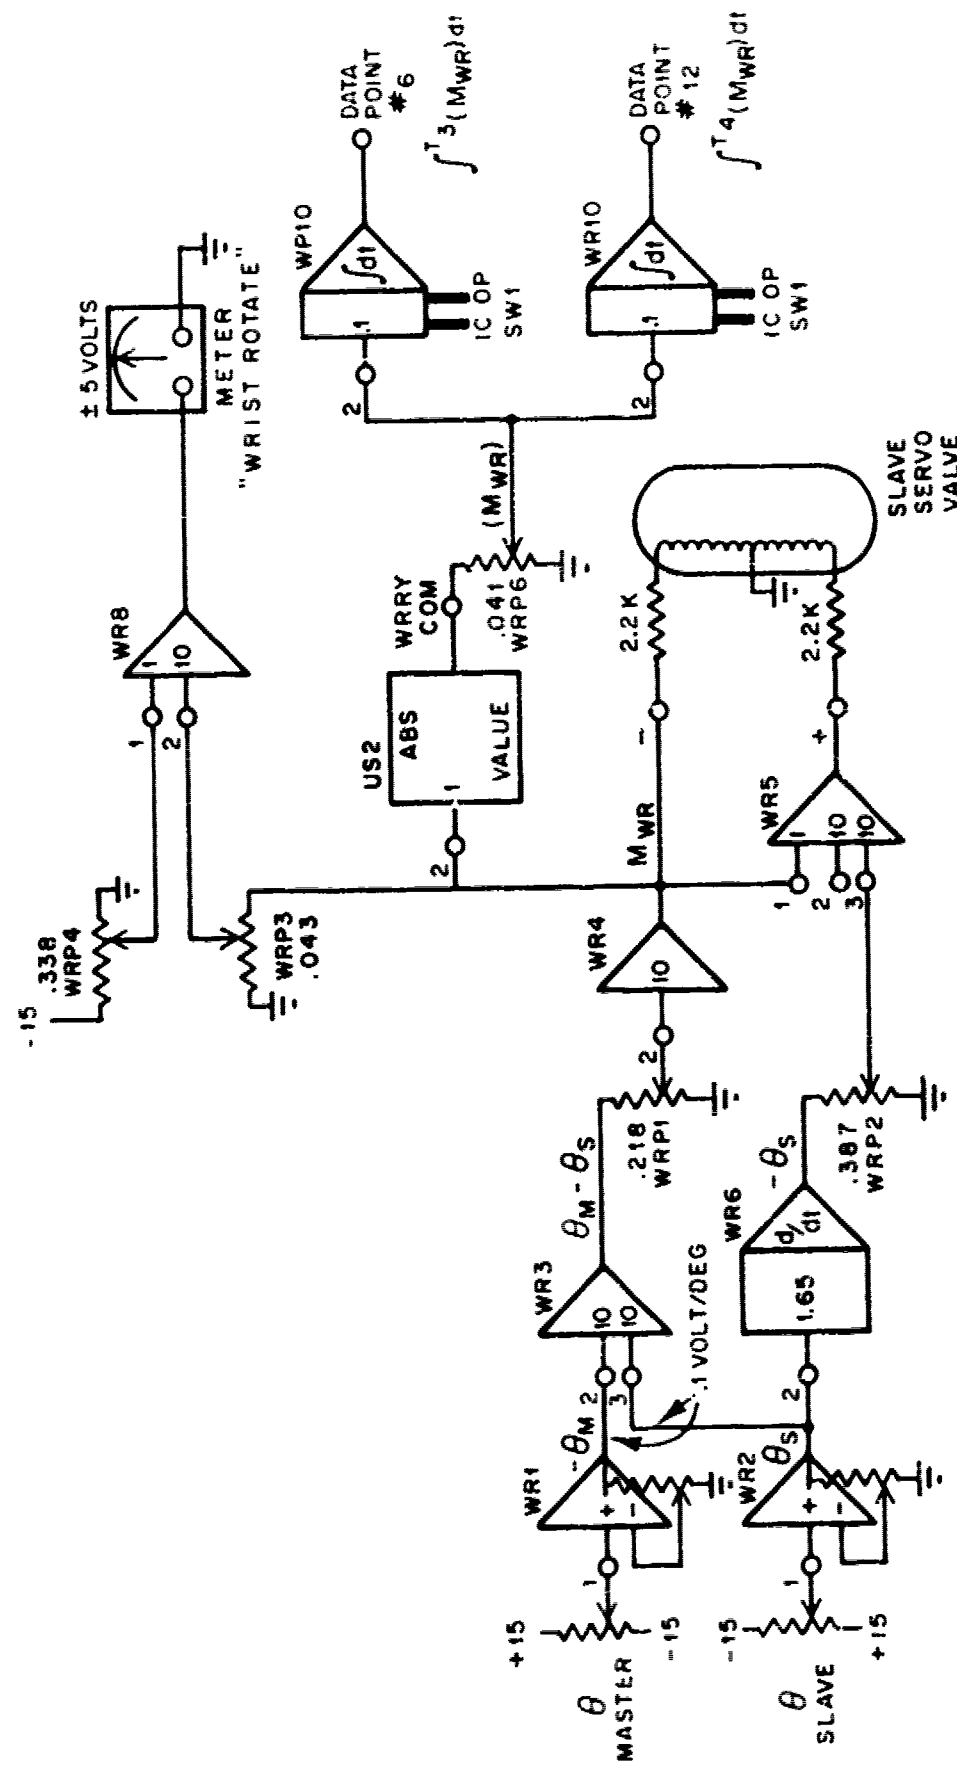 -15
.338
WRP4
1
2
WR8
1
10
± 5 VOLTS
METER
"WRIST ROTATE"
WRP3
.043
US2
ABS
1
VALUE
2
WRRY
COM
.041
WRP6
(MWR)
2
WP10
∫dt
.1
IC OP
SW1
DATA
POINT
#6
∫T3(MWR)dt
2
WR10
∫dt
.1
IC OP
SW1
DATA
POINT
#12
∫T4(MWR)dt
+15
θ
MASTER
-15
1
WR1
+
-
-θM
2
3
WR3
10
10
θM - θS
.218
WRP1
2
WR4
10
MWR
-
2.2K
.1 VOLT/DEG
-15
θ
SLAVE
+15
1
WR2
+
-
θS
2
1.65
WR6
d/dt
-θS
.387
WRP2
1
2
3
WR5
1
10
10
+
2.2K
SLAVE
SERVO
VALVE